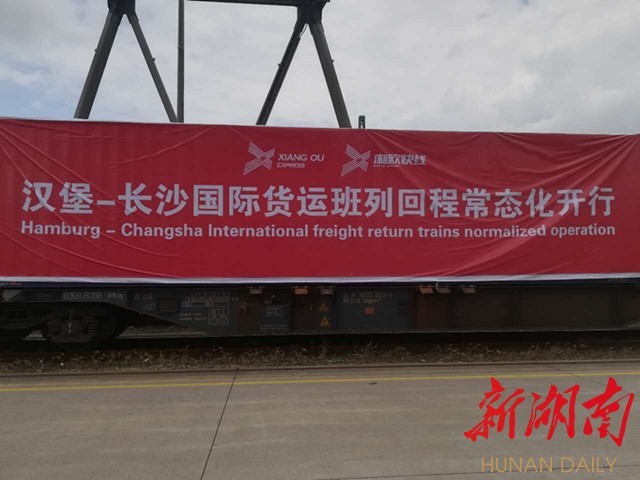 XIANG OU
EXPRESS
湘欧快线
汉堡-长沙国际货运班列回程常态化开行
Hamburg - Changsha International freight return trains normalized operation
新湖南
HUNAN DAILY